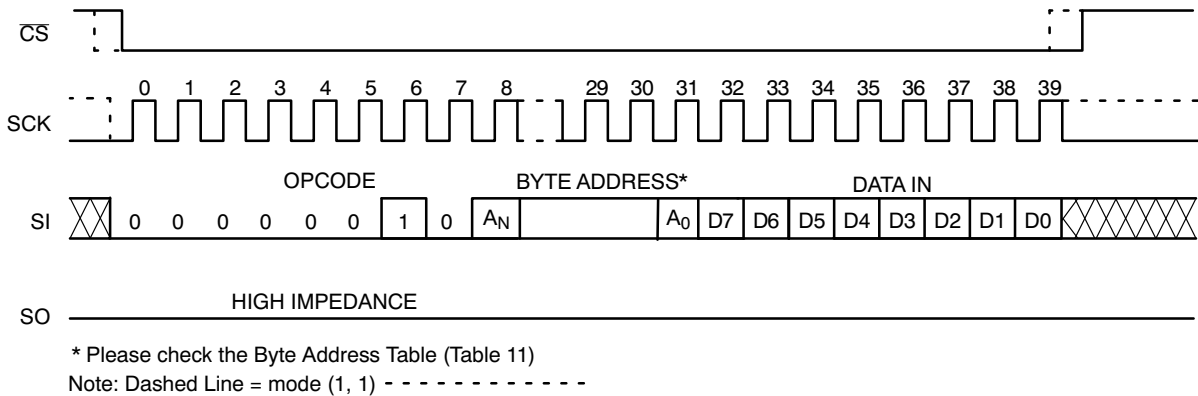 CS
0 1 2 3 4 5 6 7 8 29 30 31 32 33 34 35 36 37 38 39
SCK
OPCODE BYTE ADDRESS* DATA IN
SI 0 0 0 0 0 0 1 0 AN A0 D7 D6 D5 D4 D3 D2 D1 D0
HIGH IMPEDANCE
SO
* Please check the Byte Address Table (Table 11)
Note: Dashed Line = mode (1, 1)